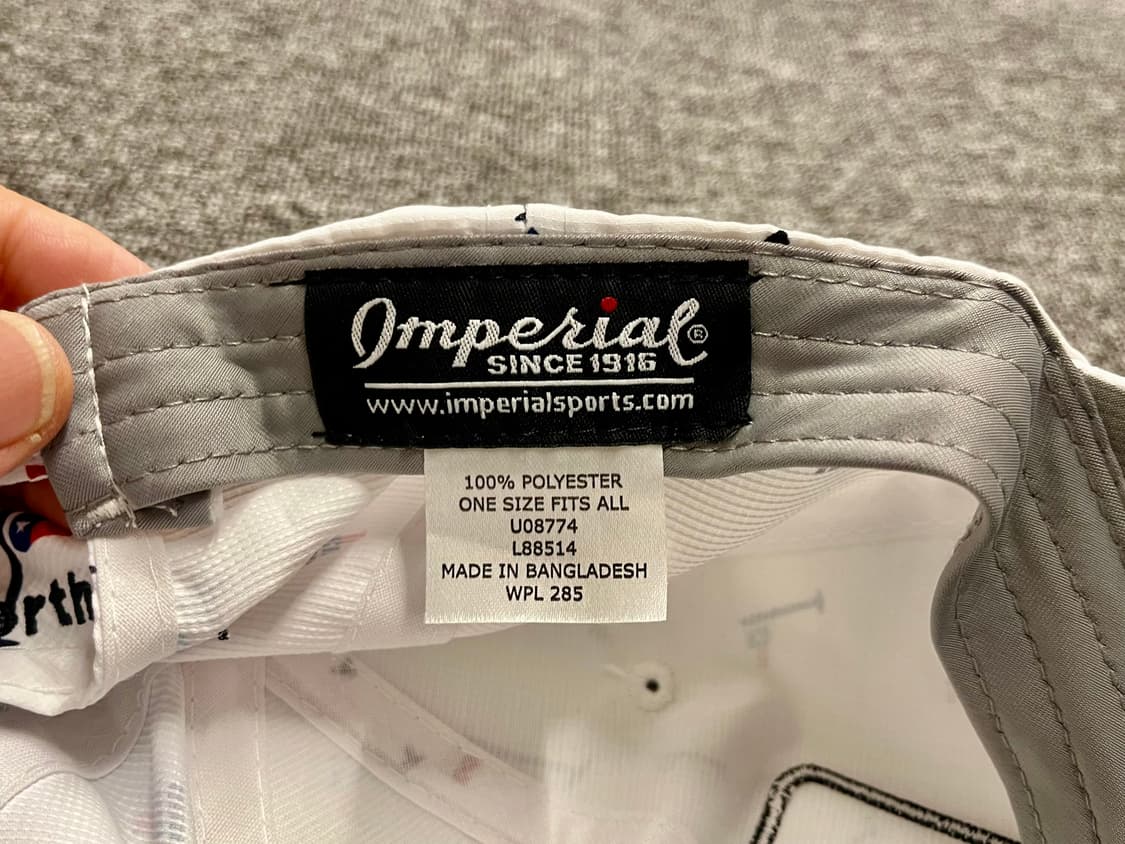 Imperial®
SINCE 1916
www.imperialsports.com
100% POLYESTER
ONE SIZE FITS ALL
U08774
L88514
MADE IN BANGLADESH
WPL 285